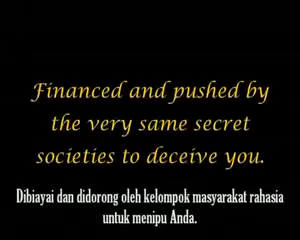 Financed and pushed by
the very same secret
societies to deceive you.
Dibiayai dan didorong oleh kelompok masyarakat rahasia
untuk menipu Anda.